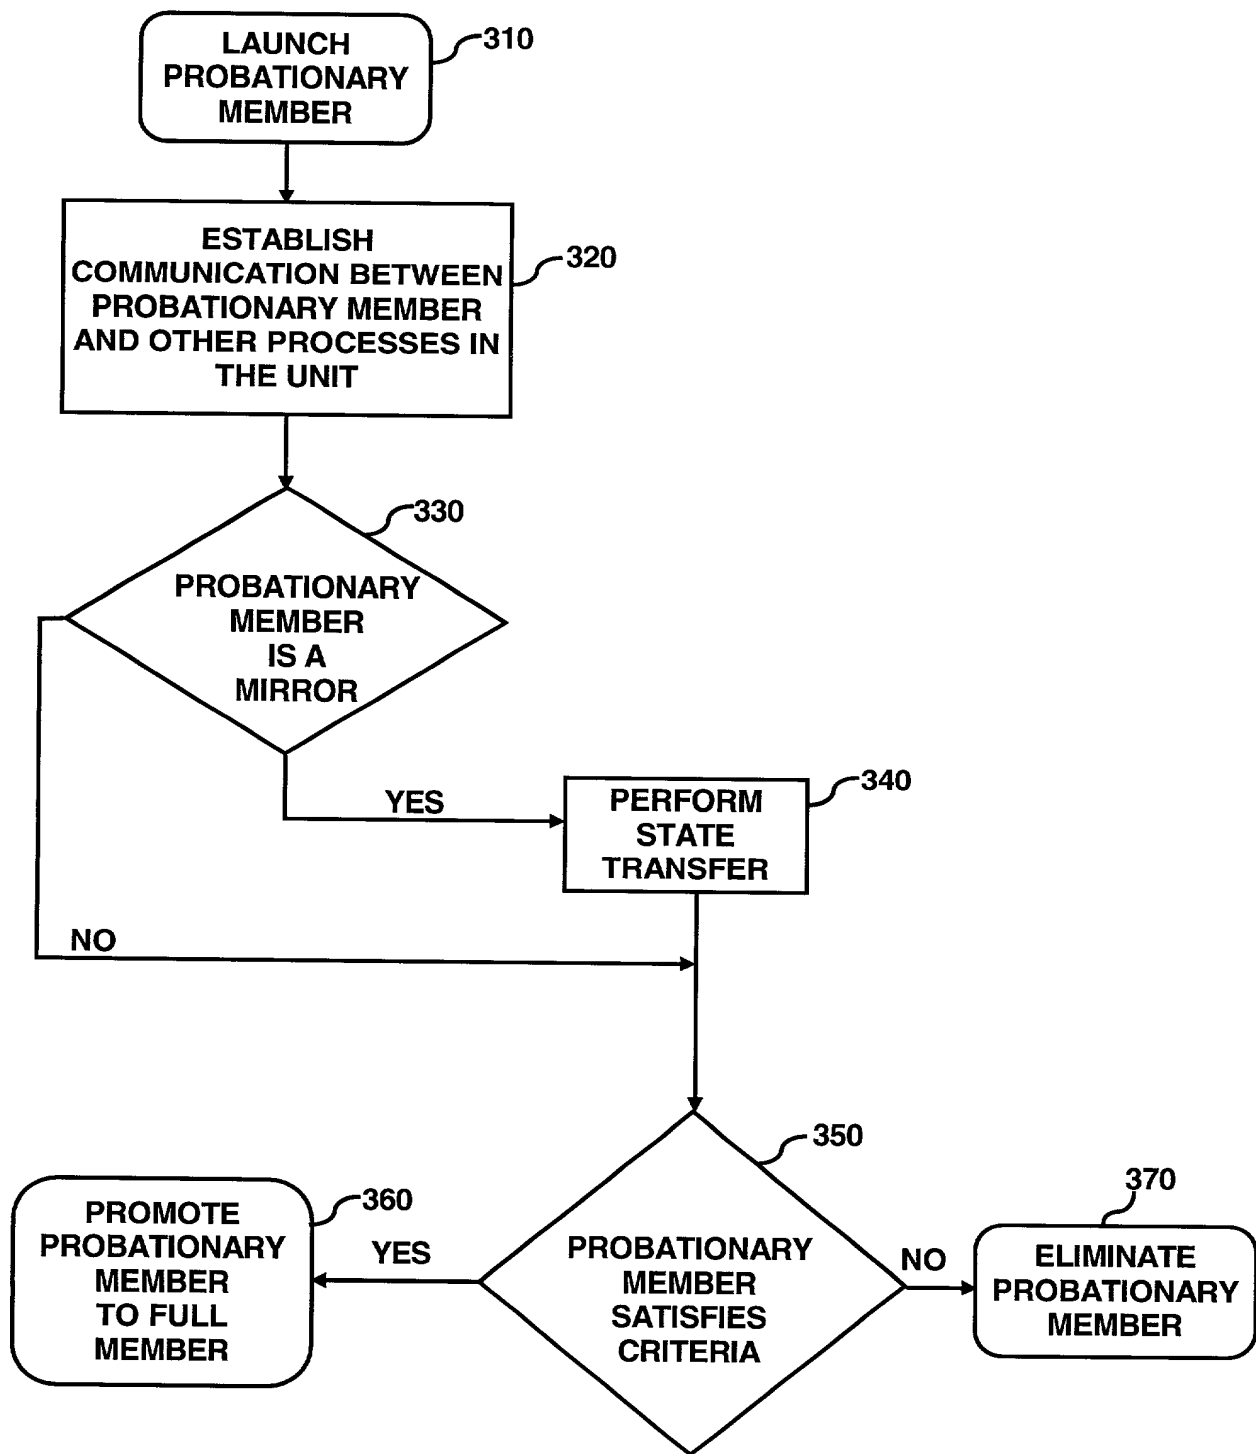 LAUNCH
PROBATIONARY
MEMBER
310
ESTABLISH
COMMUNICATION BETWEEN
PROBATIONARY MEMBER
AND OTHER PROCESSES IN
THE UNIT
320
330
PROBATIONARY
MEMBER
IS A
MIRROR
YES
PERFORM
STATE
TRANSFER
340
NO
350
PROBATIONARY
MEMBER
SATISFIES
CRITERIA
YES
PROMOTE
PROBATIONARY
MEMBER
TO FULL
MEMBER
360
NO
370
ELIMINATE
PROBATIONARY
MEMBER